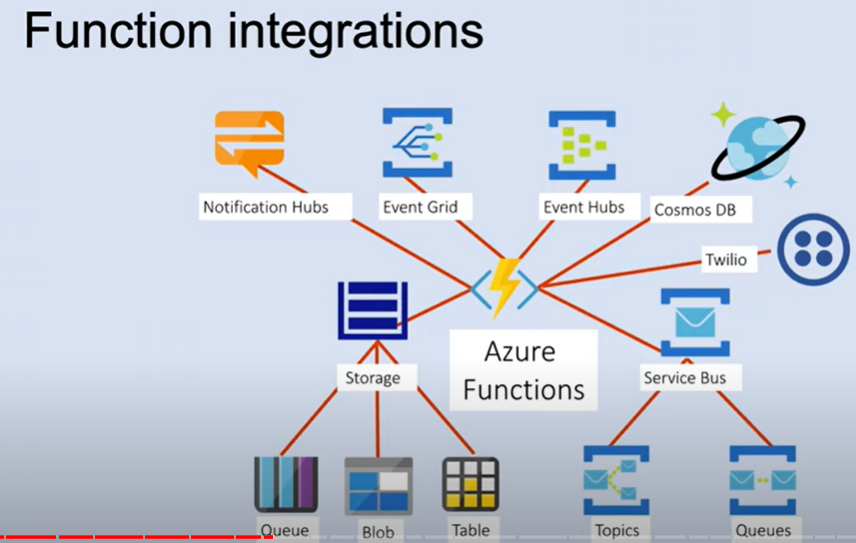 Function integrations
Notification Hubs
Event Grid
Event Hubs
Cosmos DB
Twilio
Azure
Functions
Storage
Service Bus
Queue
Blob
Table
Topics
Queues